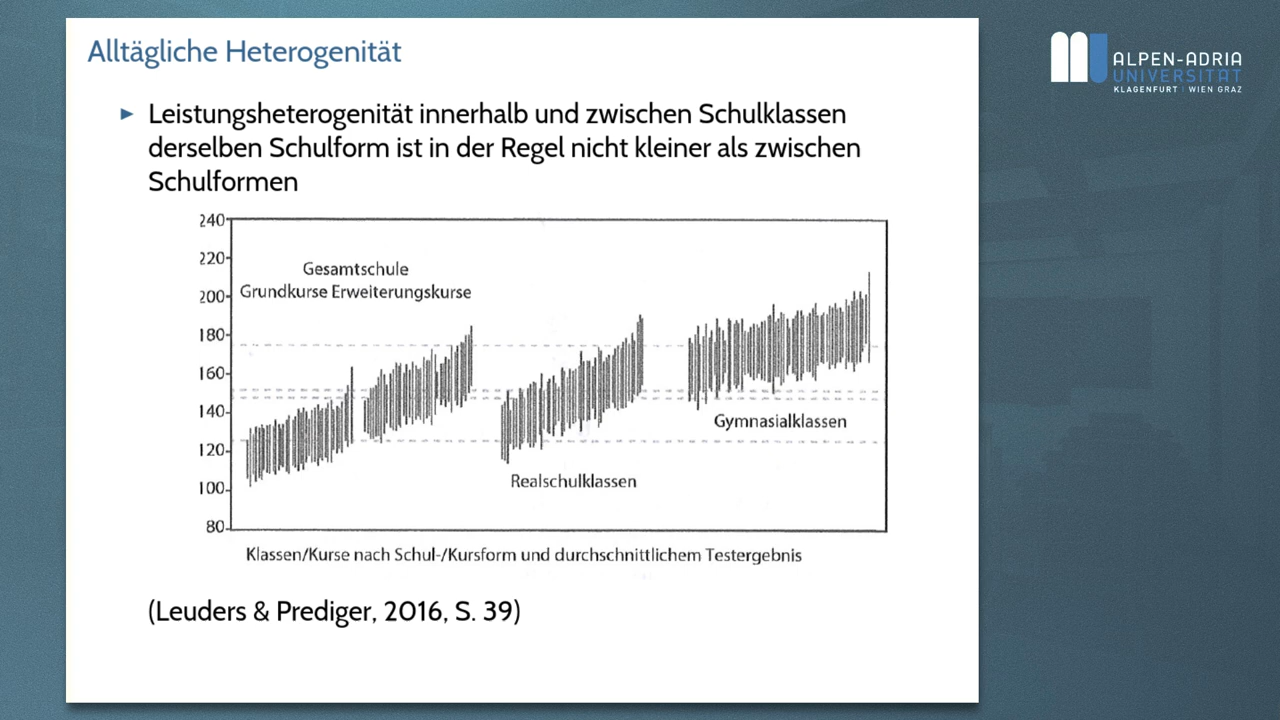 Alltägliche Heterogenität
Leistungsheterogenität innerhalb und zwischen Schulklassen
derselben Schulform ist in der Regel nicht kleiner als zwischen
Schulformen
240
220
200
180
160
140
120
100
80
Gesamtschule
Grundkurse Erweiterungskurse
Realschulklassen
Gymnasialklassen
Klassen/Kurse nach Schul-/Kursform und durchschnittlichem Testergebnis
(Leuders & Prediger, 2016, S. 39)
ALPEN-ADRIA
UNIVERSITÄT
KLAGENFURT | WIEN GRAZ